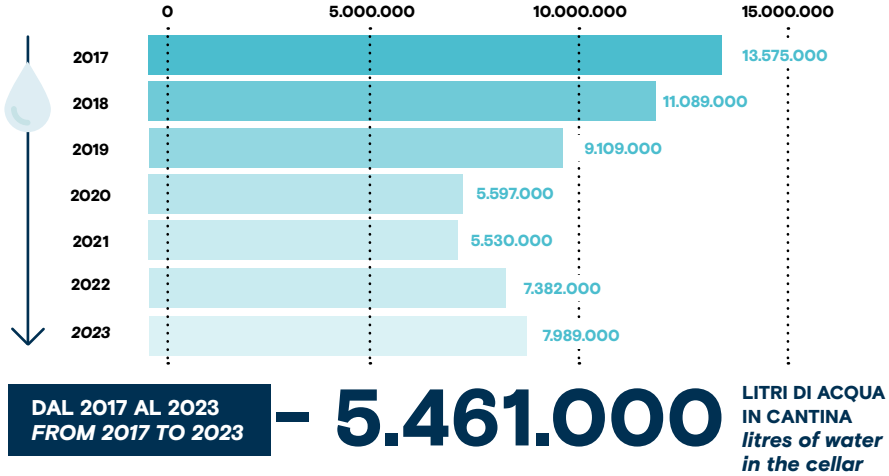 0 5.000.000 10.000.000 15.000.000
2017 13.575.000
2018 11.089.000
2019 9.109.000
2020 5.597.000
2021 5.530.000
2022 7.382.000
2023 7.989.000
DAL 2017 AL 2023
FROM 2017 TO 2023
– 5.461.000
LITRI DI ACQUA
IN CANTINA
litres of water
in the cellar